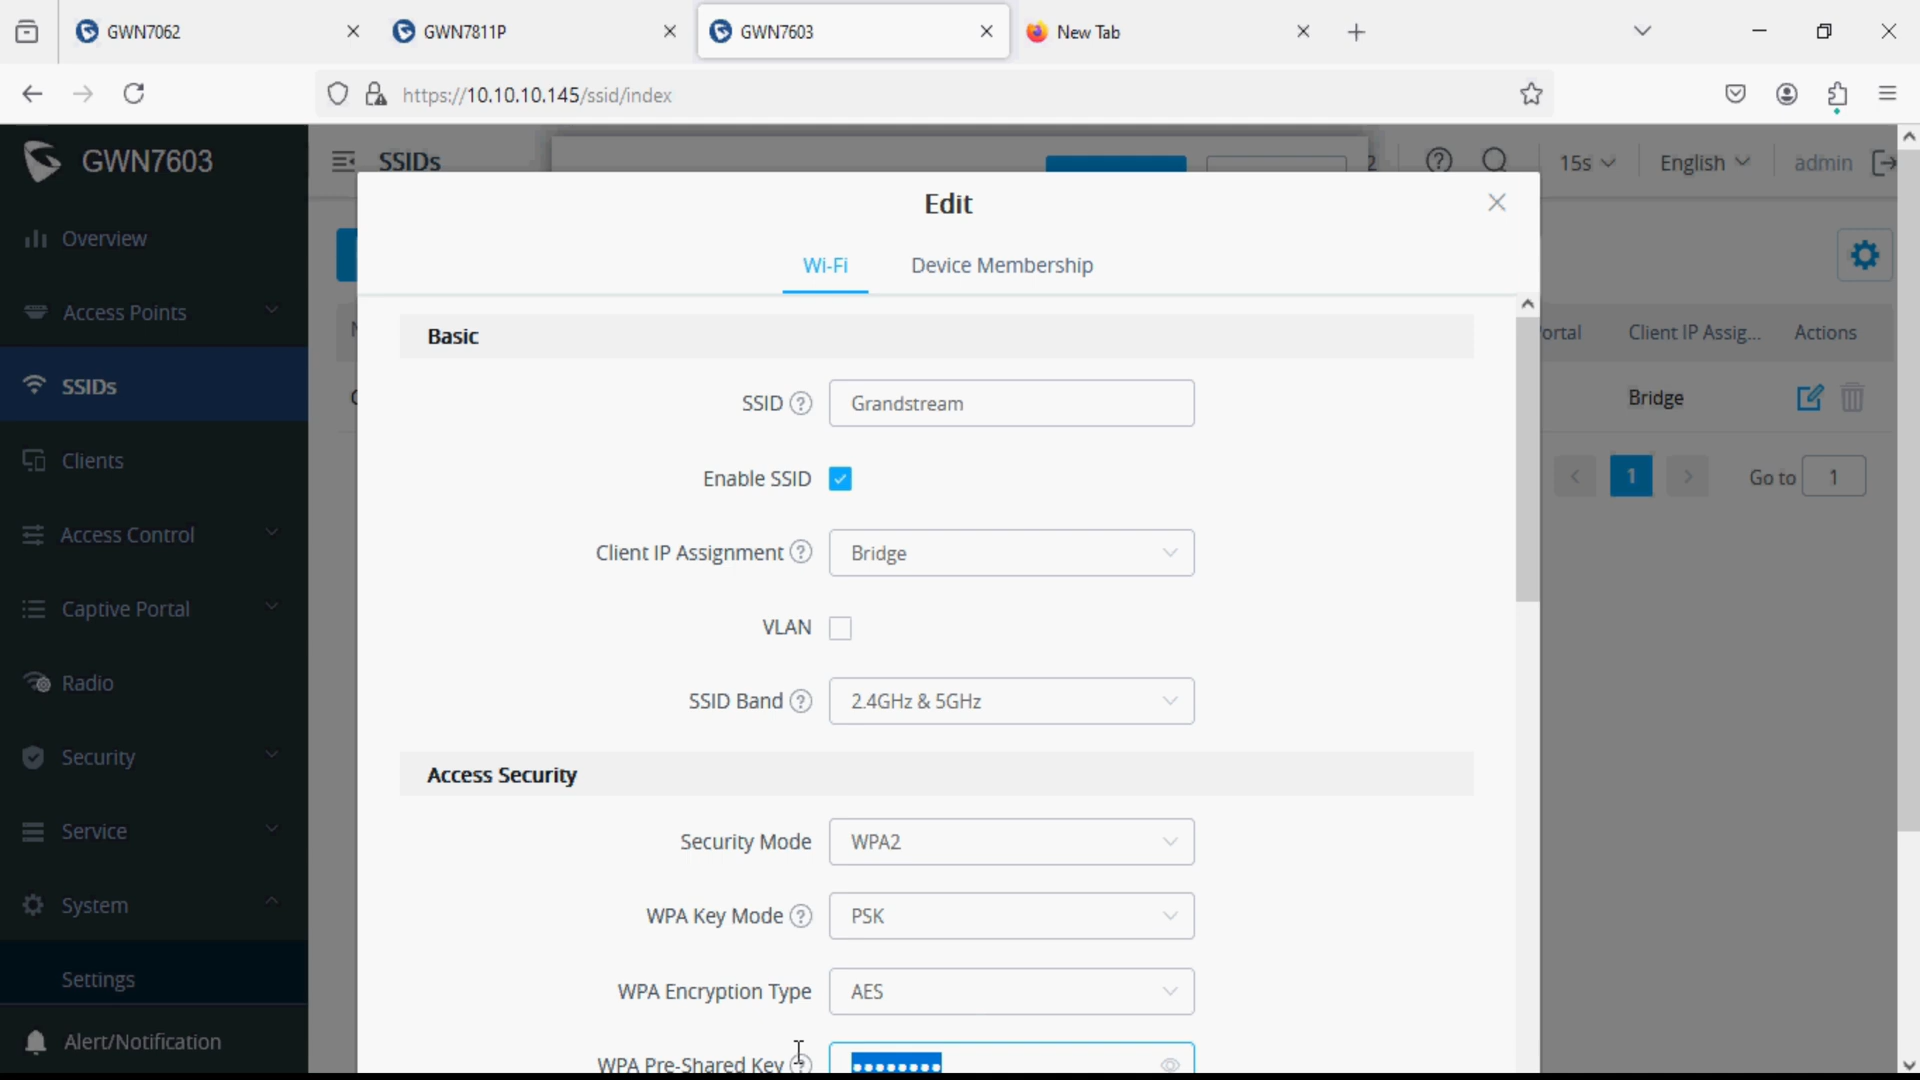 GWN7062
GWN7811P
GWN7603
New Tab
https://10.10.10.145/ssid/index
GWN7603
SSIDs
2
15s
English
admin
Overview
Access Points
SSIDs
Clients
Access Control
Captive Portal
Radio
Security
Service
System
Settings
Alert/Notification
Edit
Wi-Fi
Device Membership
Basic
SSID
Grandstream
Enable SSID
Client IP Assignment
Bridge
VLAN
SSID Band
2.4GHz & 5GHz
Access Security
Security Mode
WPA2
WPA Key Mode
PSK
WPA Encryption Type
AES
WPA Pre-Shared Key
••••••••
ortal
Client IP Assig...
Actions
Bridge
1
Go to
1